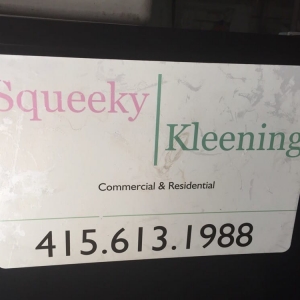 Squeeky
Kleening
Commercial & Residential
415.613.1988